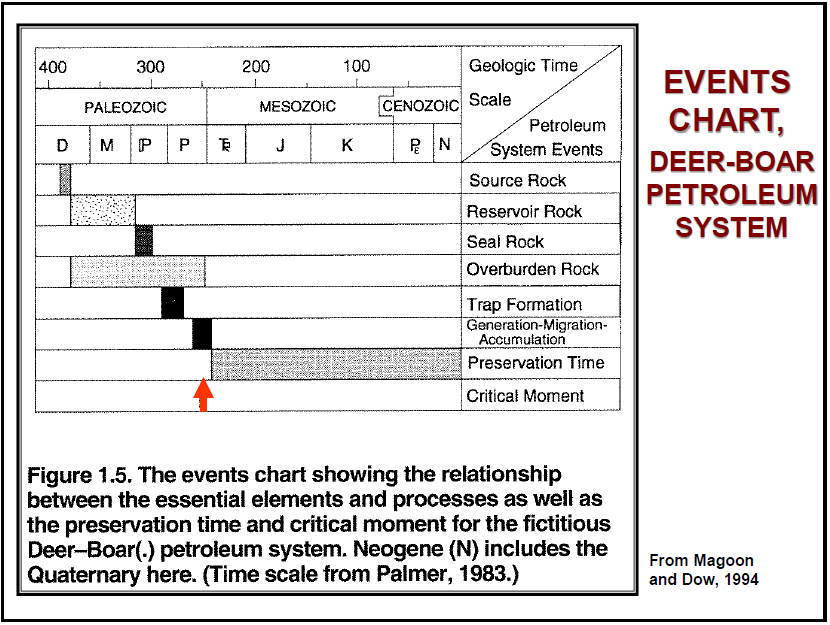 400 300 200 100
Geologic Time
Scale
Petroleum
System Events
PALEOZOIC MESOZOIC CENOZOIC
D M P P J K N
Source Rock
Reservoir Rock
Seal Rock
Overburden Rock
Trap Formation
Generation-Migration-
Accumulation
Preservation Time
Critical Moment
Figure 1.5. The events chart showing the relationship
between the essential elements and processes as well as
the preservation time and critical moment for the fictitious
Deer–Boar(.) petroleum system. Neogene (N) includes the
Quaternary here. (Time scale from Palmer, 1983.)
EVENTS
CHART,
DEER-BOAR
PETROLEUM
SYSTEM
From Magoon
and Dow, 1994